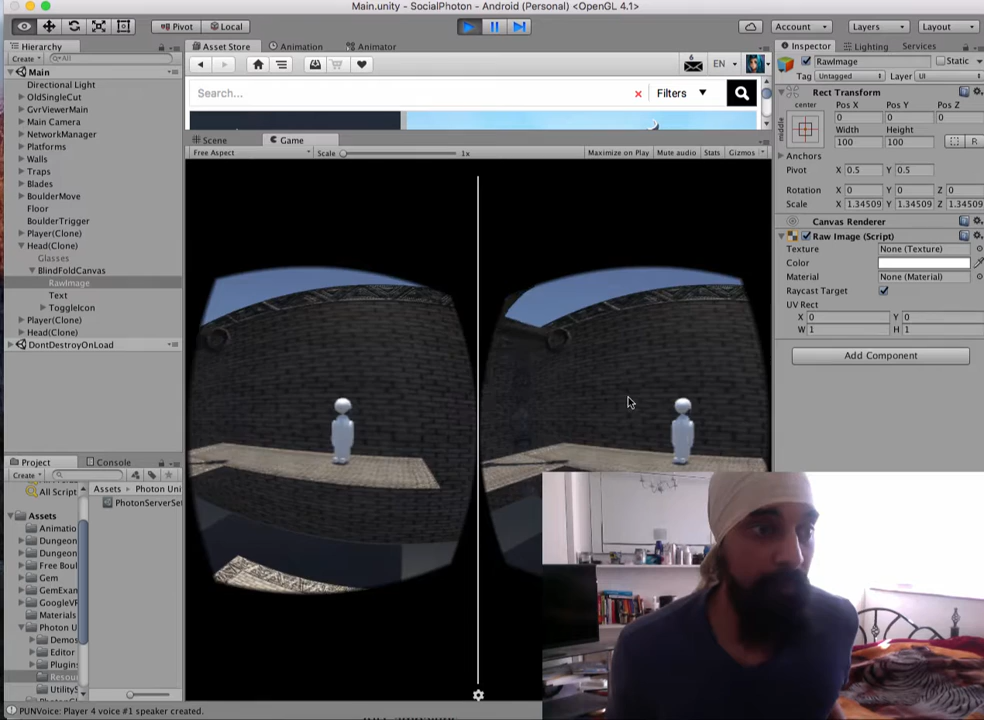 Main.unity - SocialPhoton - Android (Personal) <OpenGL 4.1>
Pivot
Local
Account
Layers
Layout
Hierarchy
Create
All
Main
Directional Light
OldSingleCut
GvrViewerMain
Main Camera
NetworkManager
Platforms
Walls
Traps
Blades
BoulderMove
Floor
BoulderTrigger
Player(Clone)
Head(Clone)
Glasses
BlindFoldCanvas
RawImage
Text
ToggleIcon
Player(Clone)
Head(Clone)
DontDestroyOnLoad
Asset Store
Animation
Animator
6
EN
Search...
Filters
Scene
Game
Free Aspect
Scale
1x
Maximize on Play
Mute audio
Stats
Gizmos
Inspector
Lighting
Services
RawImage
Static
Tag Untagged
Layer UI
Rect Transform
center
middle
Pos X Pos Y Pos Z
0 0 0
Width Height
100 100
R
Anchors
Pivot X 0.5 Y 0.5
Rotation X 0 Y 0 Z 0
Scale X 1.34509 Y 1.34509 Z 1.34509
Canvas Renderer
Raw Image (Script)
Texture None (Texture)
Color
Material None (Material)
Raycast Target
UV Rect
X 0 Y 0
W 1 H 1
Add Component
Project
Console
Create
All Script
Assets
Animatio
Dungeon
Dungeon
Free Boul
Gem
GemExan
GoogleVR
Materials
Photon U
Demos
Editor
Plugin
Resou
UtilityS
Assets
Photon Uni
PhotonServerSet
PUNVoice: Player 4 voice #1 speaker created.